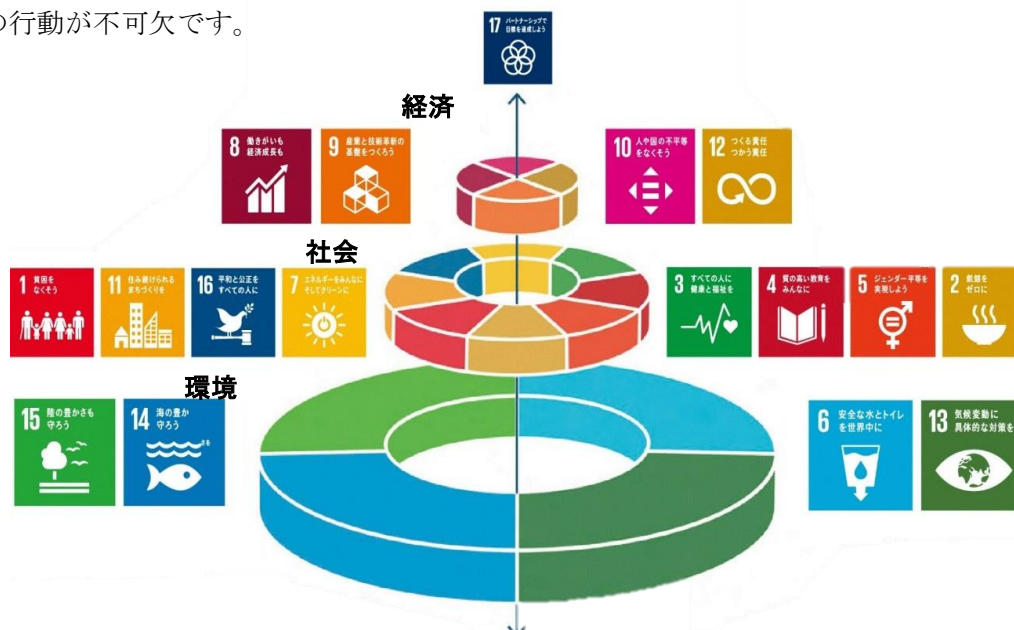 の行動が不可欠です。
17 パートナーシップで
目標を達成しよう
経済
8 働きがいも
経済成長も
9 産業と技術革新の
基盤をつくろう
10 人や国の不平等
をなくそう
12 つくる責任
つかう責任
社会
1 貧困を
なくそう
11 住み続けられる
まちづくりを
16 平和と公正を
すべての人に
7 エネルギーをみんなに
そしてクリーンに
3 すべての人に
健康と福祉を
4 質の高い教育を
みんなに
5 ジェンダー平等を
実現しよう
2 飢餓を
ゼロに
環境
15 陸の豊かさも
守ろう
14 海の豊か
守ろう
さを
6 安全な水とトイレ
を世界中に
13 気候変動に
具体的な対策を